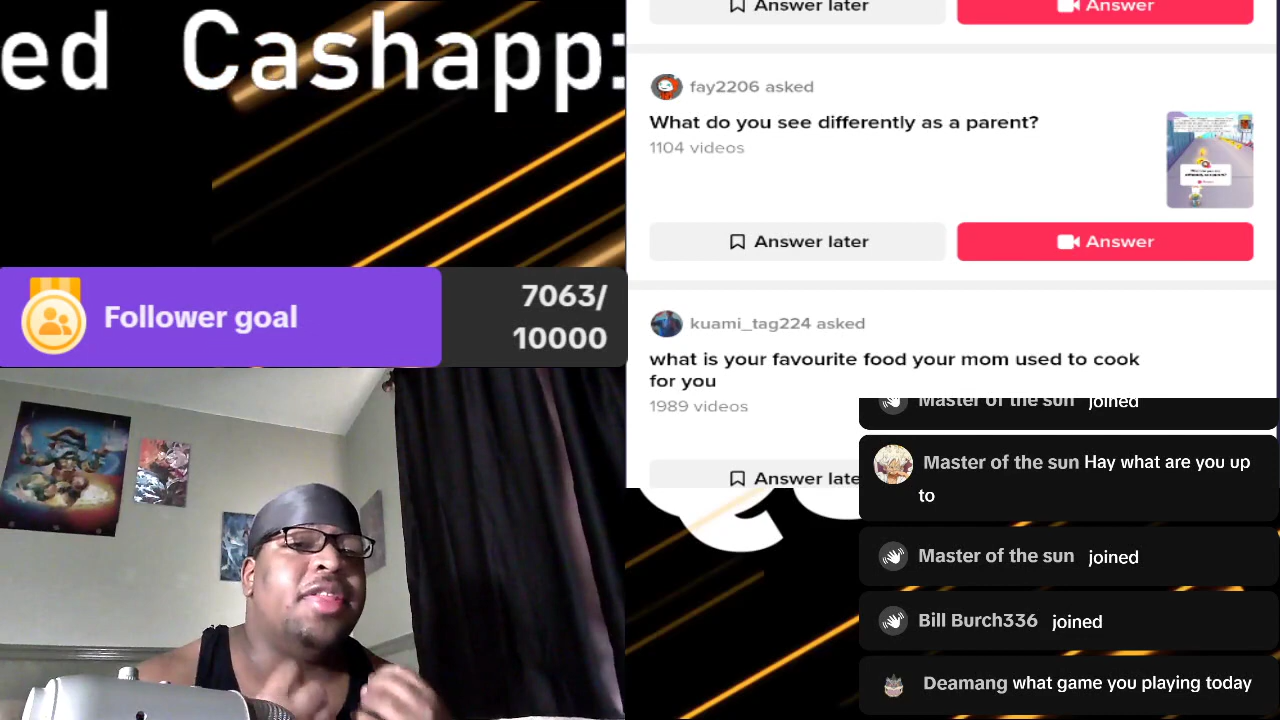 ed Cashapp:
Answer later
Answer
fay2206 asked
What do you see differently as a parent?
1104 videos
Answer later
Answer
Follower goal
7063/
10000
kuami_tag224 asked
what is your favourite food your mom used to cook
for you
1989 videos
Answer late
Master of the sun joined
Master of the sun Hay what are you up
to
Master of the sun joined
Bill Burch336 joined
Deamang what game you playing today